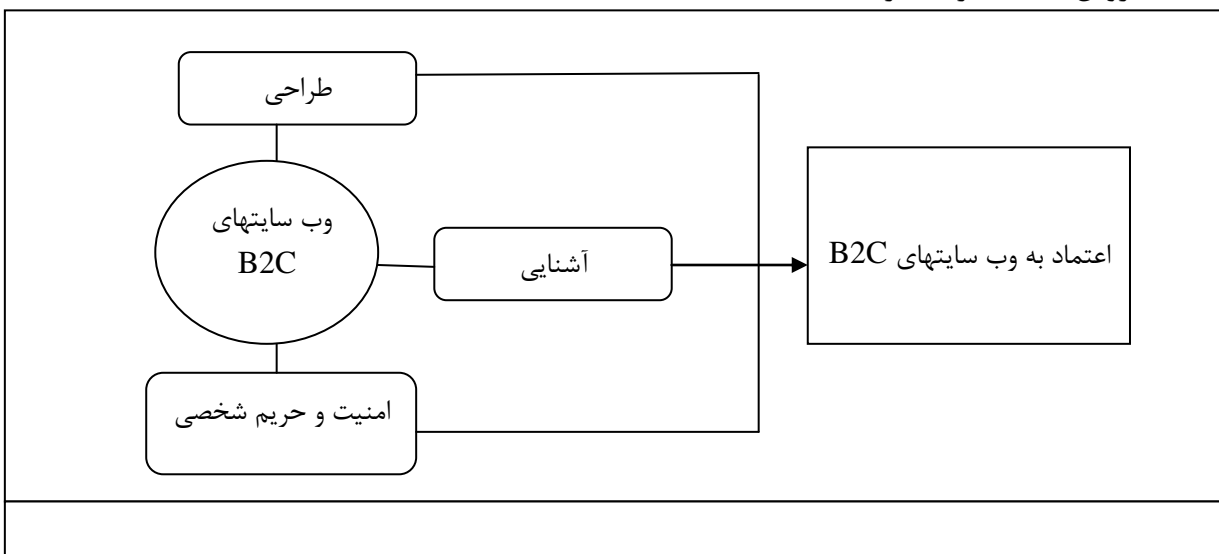 طراحی
وب سایتهای
B2C
آشنایی
اعتماد به وب سایتهای B2C
امنیت و حریم شخصی